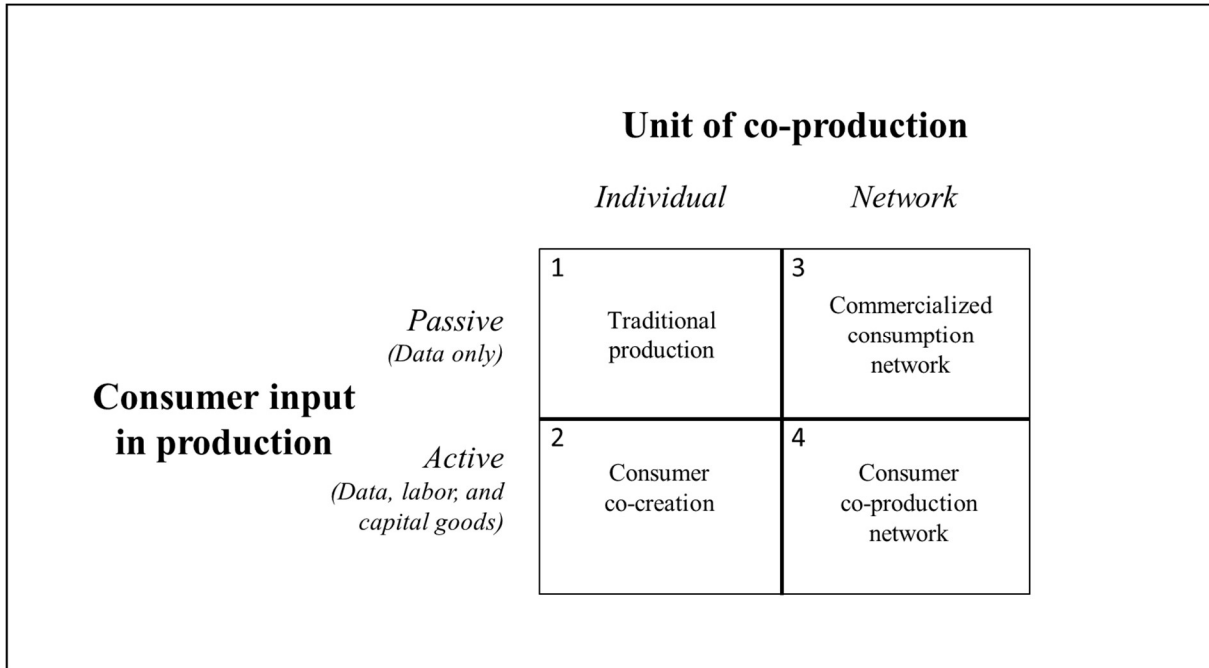 Unit of co-production
Individual
Network
1
3
Passive
(Data only)
Traditional
production
Commercialized
consumption
network
Consumer input
in production
2
4
Active
(Data, labor, and
capital goods)
Consumer
co-creation
Consumer
co-production
network